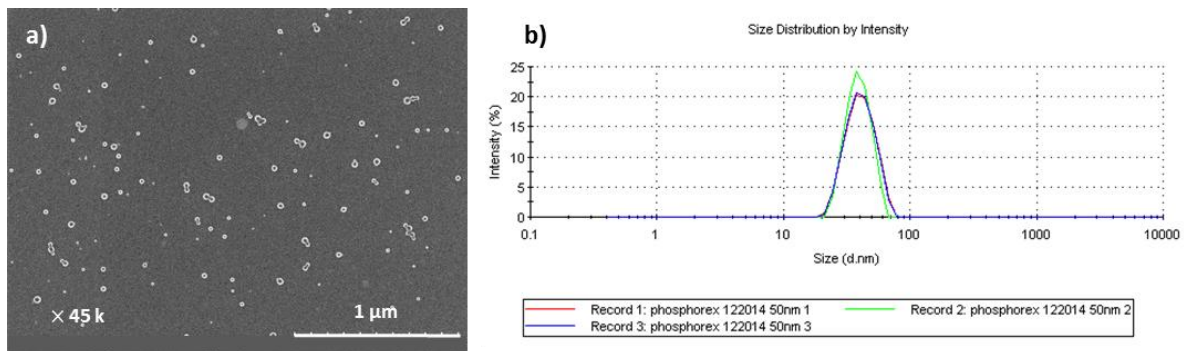 a)
× 45 k
1 µm
b)
Size Distribution by Intensity
25
20
15
10
5
0
0.1 1 10 100 1000 10000
Intensity (%)
Size (d.nm)
Record 1: phosphorex 122014 50nm 1 Record 2: phosphorex 122014 50nm 2
Record 3: phosphorex 122014 50nm 3